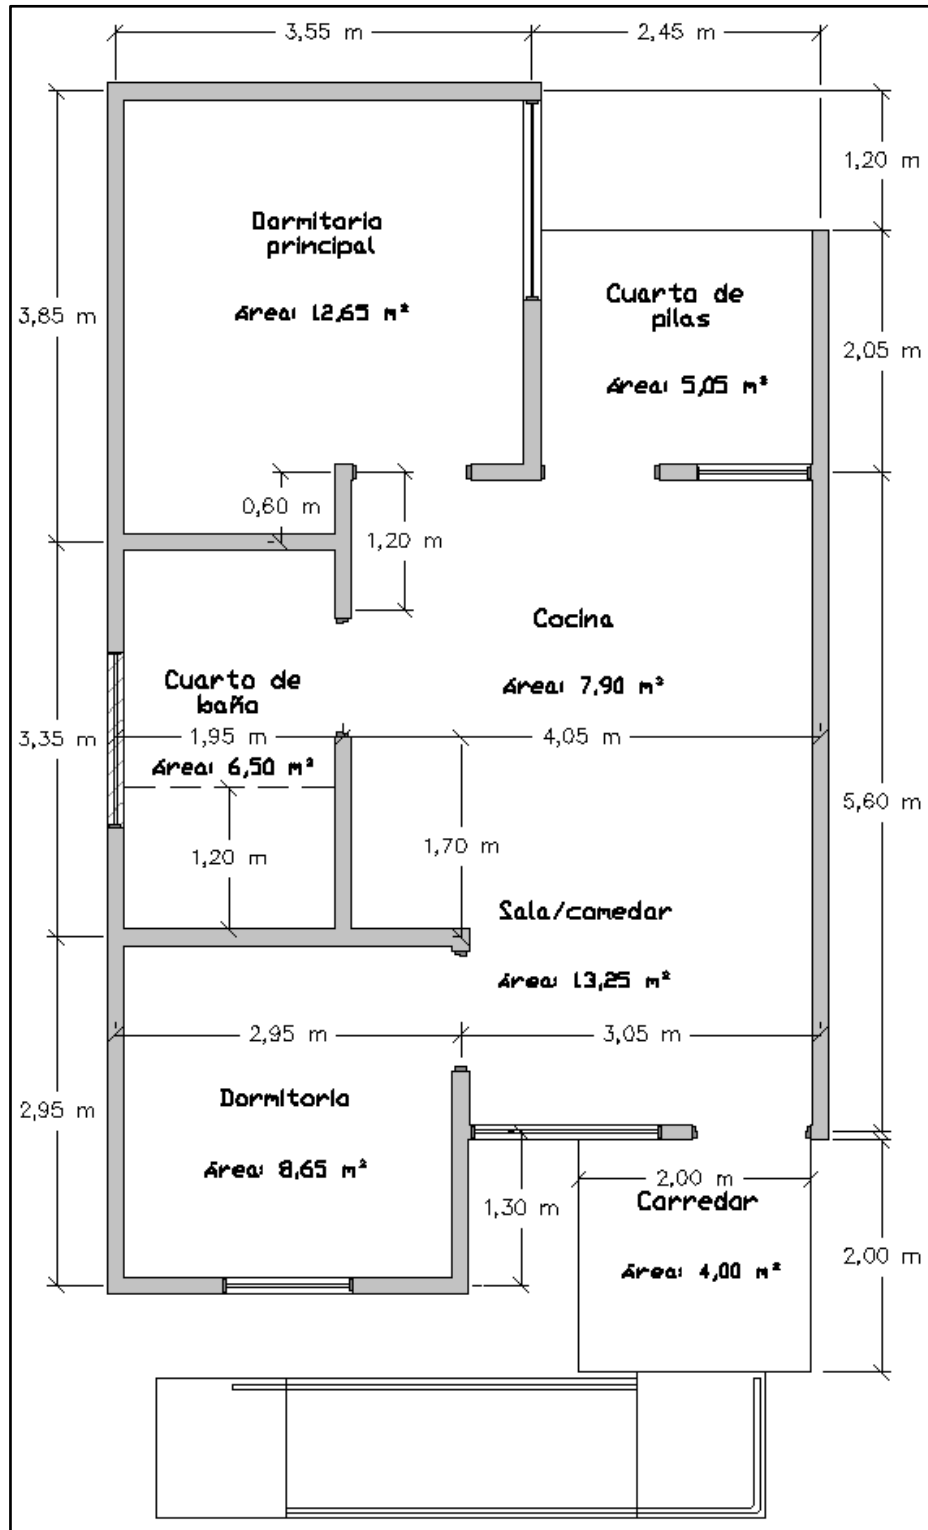 3,55 m
2,45 m
1,20 m
Dormitorio
principal
Área: 12,65 m²
Cuarto de
pilas
Área: 5,05 m²
3,85 m
2,05 m
0,60 m
1,20 m
Cocina
Área: 7,90 m²
Cuarto de
baño
3,35 m
1,95 m
4,05 m
Área: 6,50 m²
5,60 m
1,20 m
1,70 m
Sala/comedor
Área: 13,25 m²
2,95 m
3,05 m
2,95 m
Dormitorio
Área: 8,65 m²
1,30 m
2,00 m
Corredor
Área: 4,00 m²
2,00 m